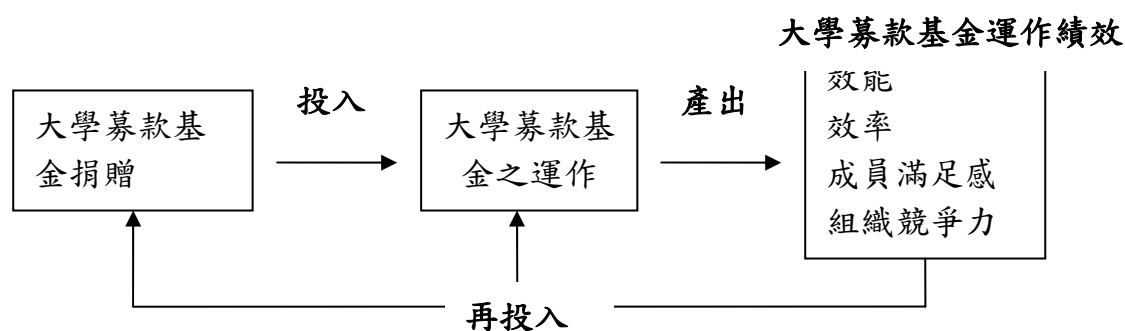 大學募款基金運作績效
投入
產出
大學募款基
金捐贈
大學募款基
金之運作
效能
效率
成員滿足感
組織競爭力
再投入